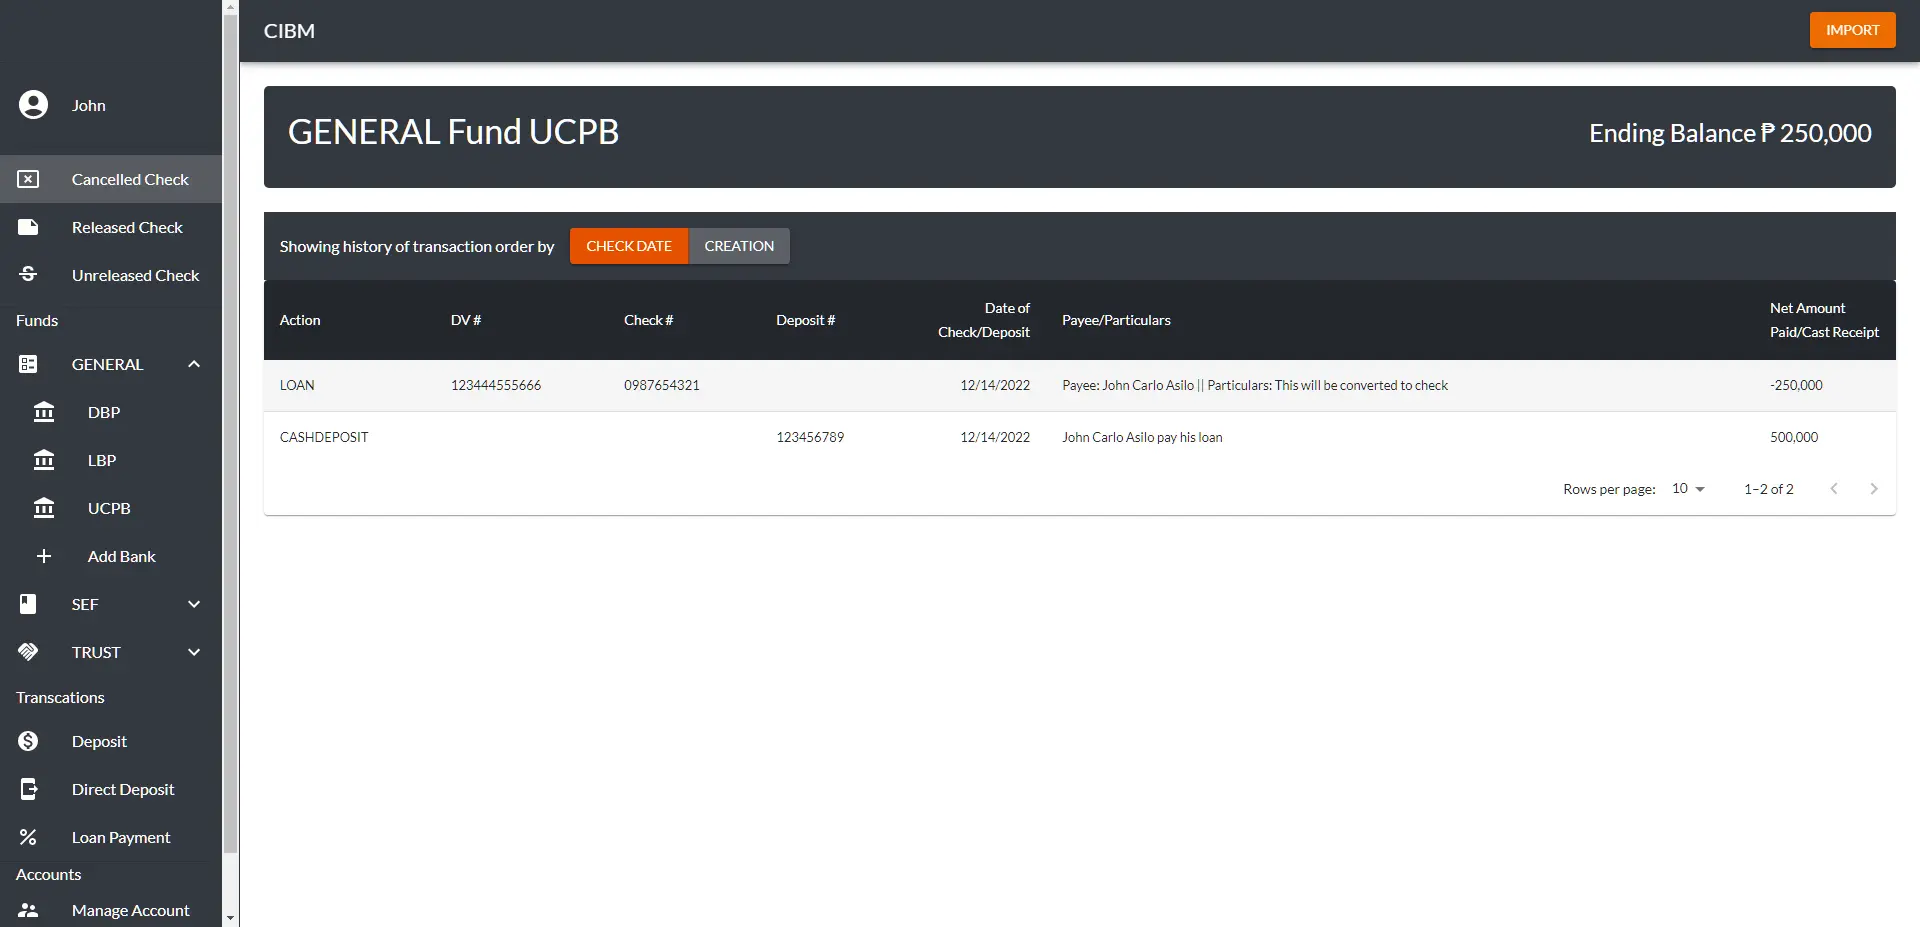 CIBM
IMPORT
John
Cancelled Check
Released Check
Unreleased Check
Funds
GENERAL
DBP
LBP
UCPB
Add Bank
SEF
TRUST
Transcations
Deposit
Direct Deposit
Loan Payment
Accounts
Manage Account
GENERAL Fund UCPB
Ending Balance ₱ 250,000
Showing history of transaction order by CHECK DATE CREATION
Action DV # Check # Deposit # Date of Check/Deposit Payee/Particulars Net Amount Paid/Cast Receipt
LOAN 123444555666 0987654321 12/14/2022 Payee: John Carlo Asilo || Particulars: This will be converted to check -250,000
CASHDEPOSIT 123456789 12/14/2022 John Carlo Asilo pay his loan 500,000
Rows per page: 10 1–2 of 2